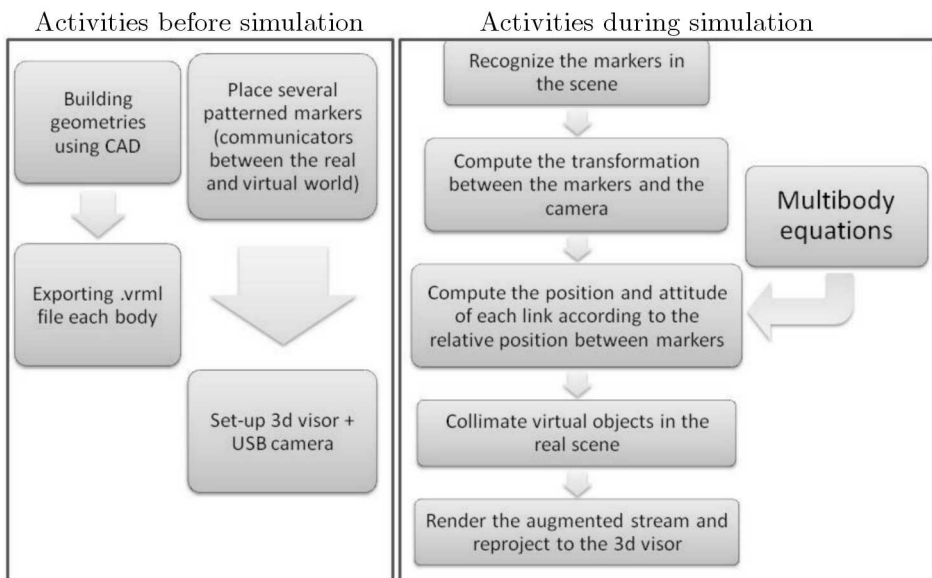 Activities before simulation
Building
geometries
using CAD
Exporting .vrml
file each body
Place several
patterned markers
(communicators
between the real
and virtual world)
Set-up 3d visor +
USB camera
Activities during simulation
Recognize the markers in
the scene
Compute the transformation
between the markers and the
camera
Multibody
equations
Compute the position and attitude
of each link according to the
relative position between markers
Collimate virtual objects in the
real scene
Render the augmented stream and
reproject to the 3d visor